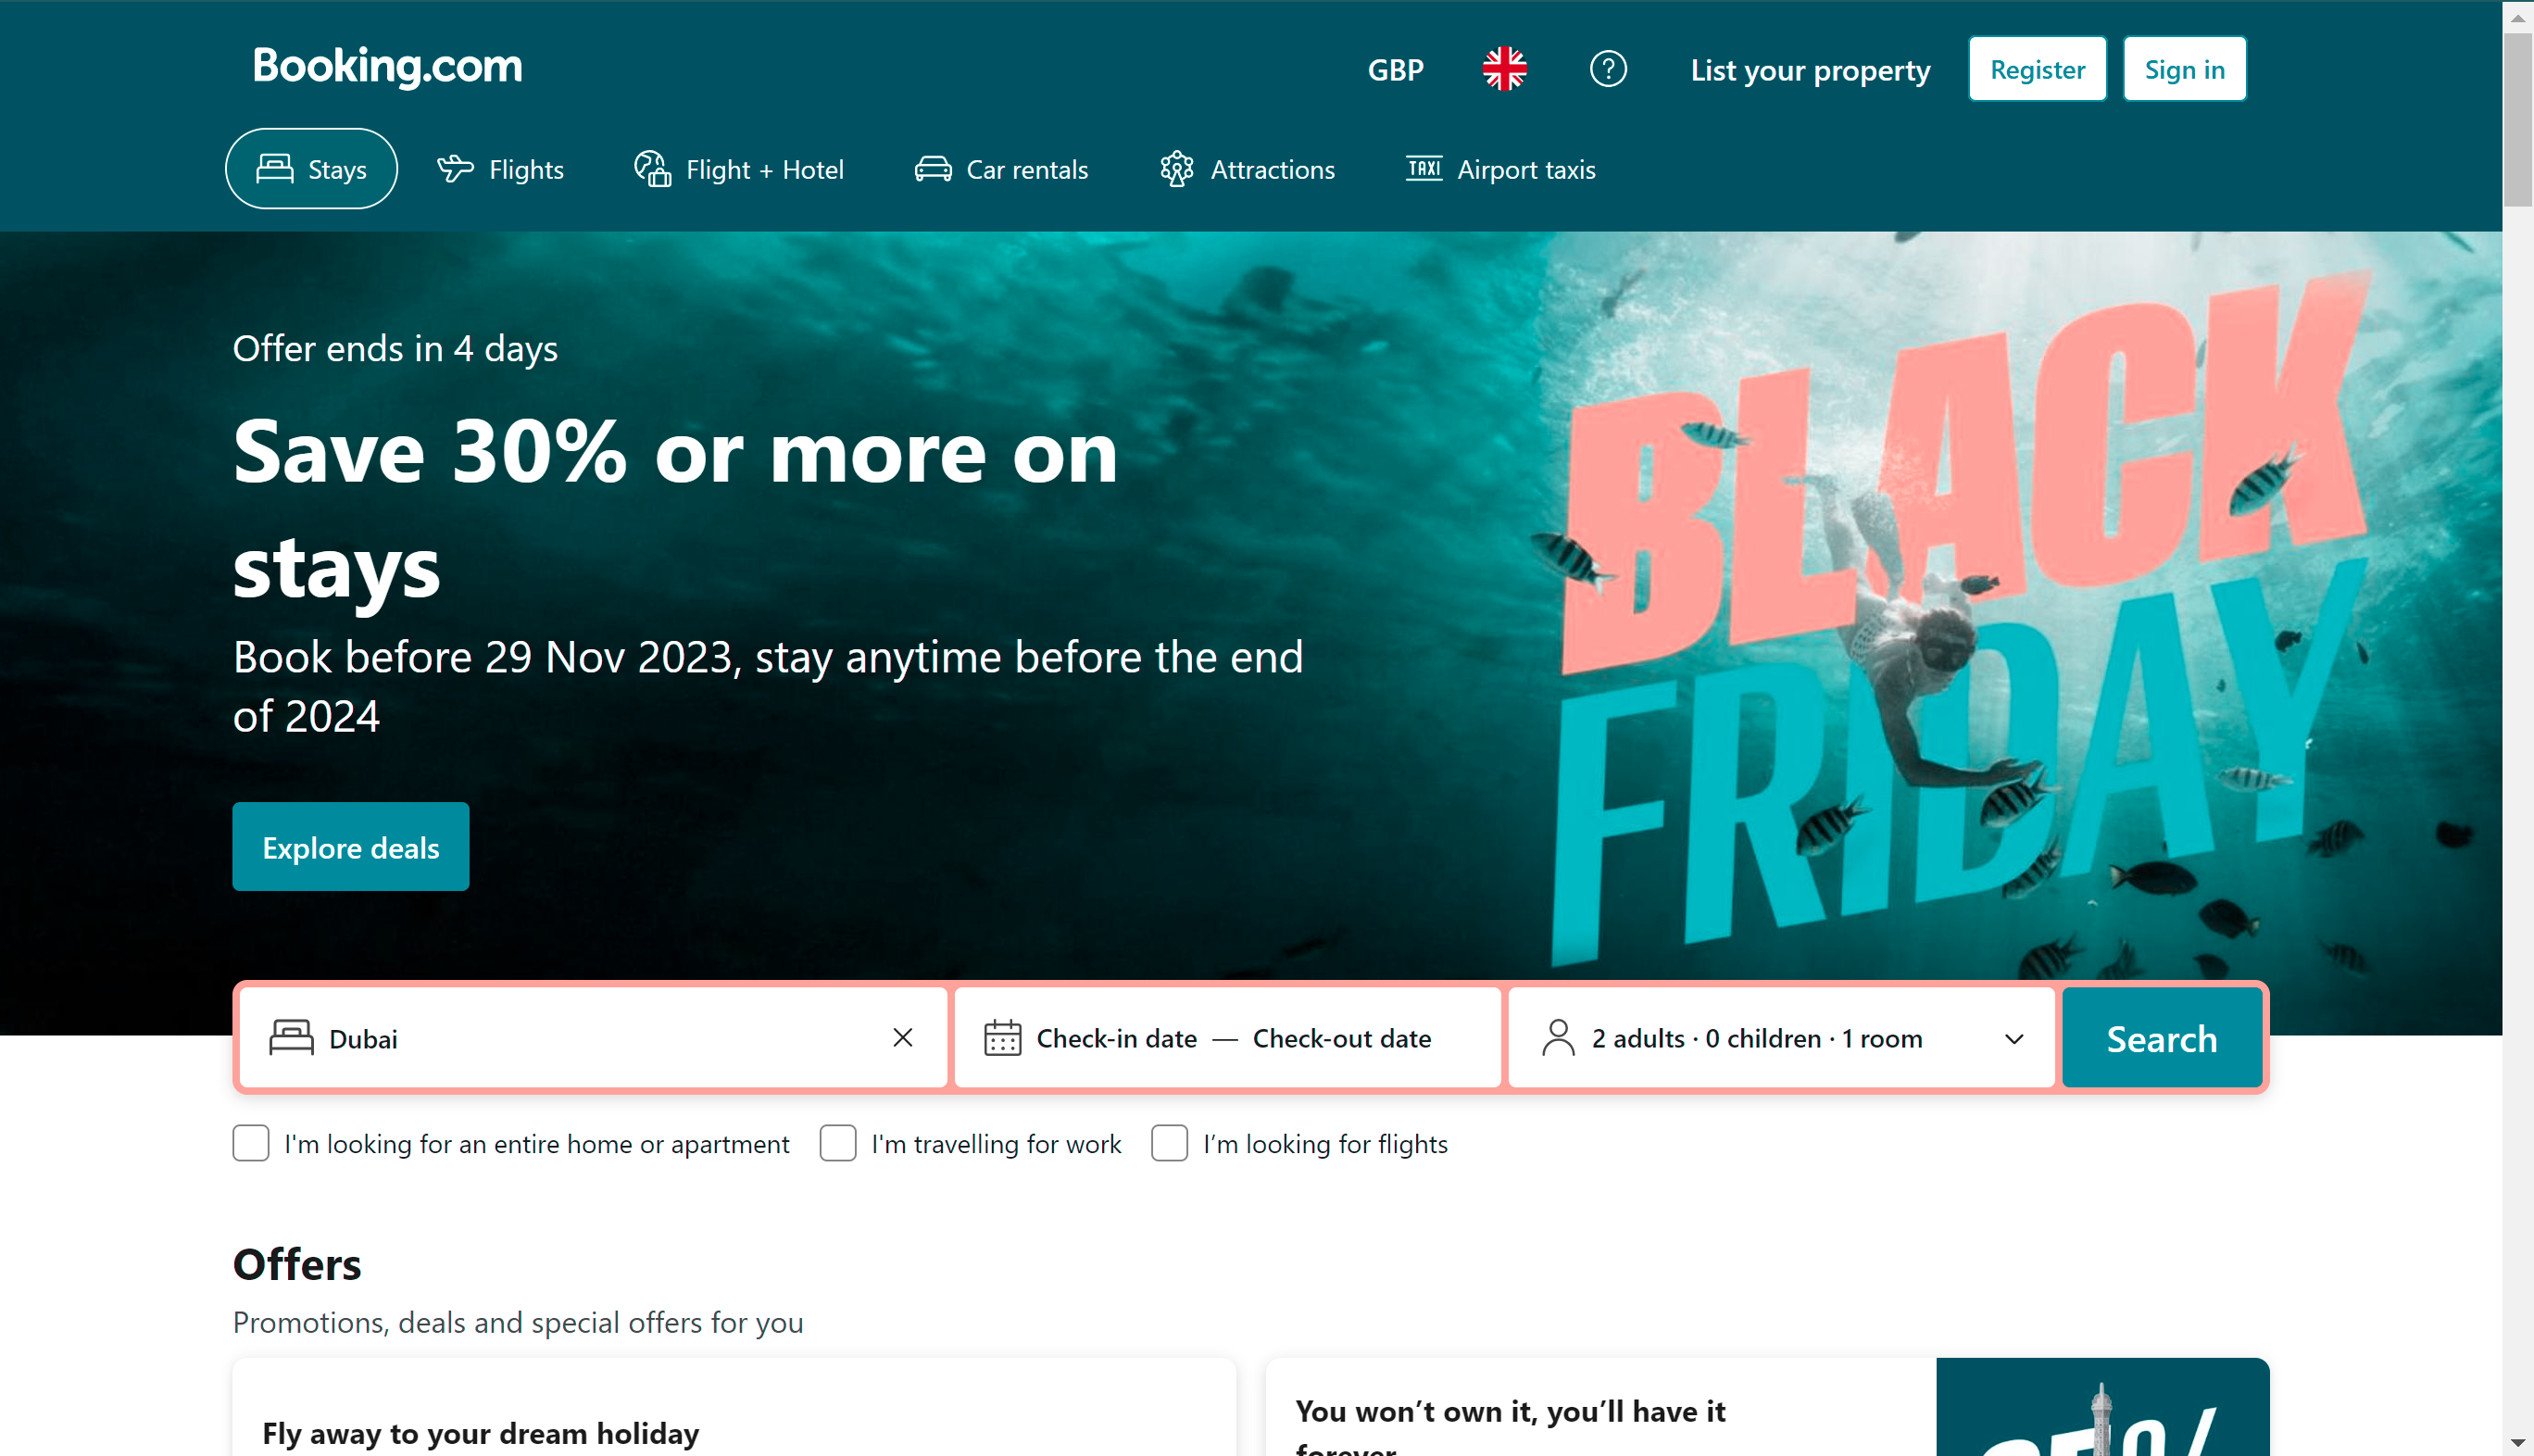 Booking.com
GBP
List your property
Register
Sign in
Stays
Flights
Flight + Hotel
Car rentals
Attractions
TAXI
Airport taxis
Offer ends in 4 days
Save 30% or more on
stays
Book before 29 Nov 2023, stay anytime before the end
of 2024
Explore deals
BLACK
FRIDAY
Dubai
Check-in date — Check-out date
2 adults · 0 children · 1 room
Search
I'm looking for an entire home or apartment
I'm travelling for work
I’m looking for flights
Offers
Promotions, deals and special offers for you
Fly away to your dream holiday
You won’t own it, you’ll have it
forever